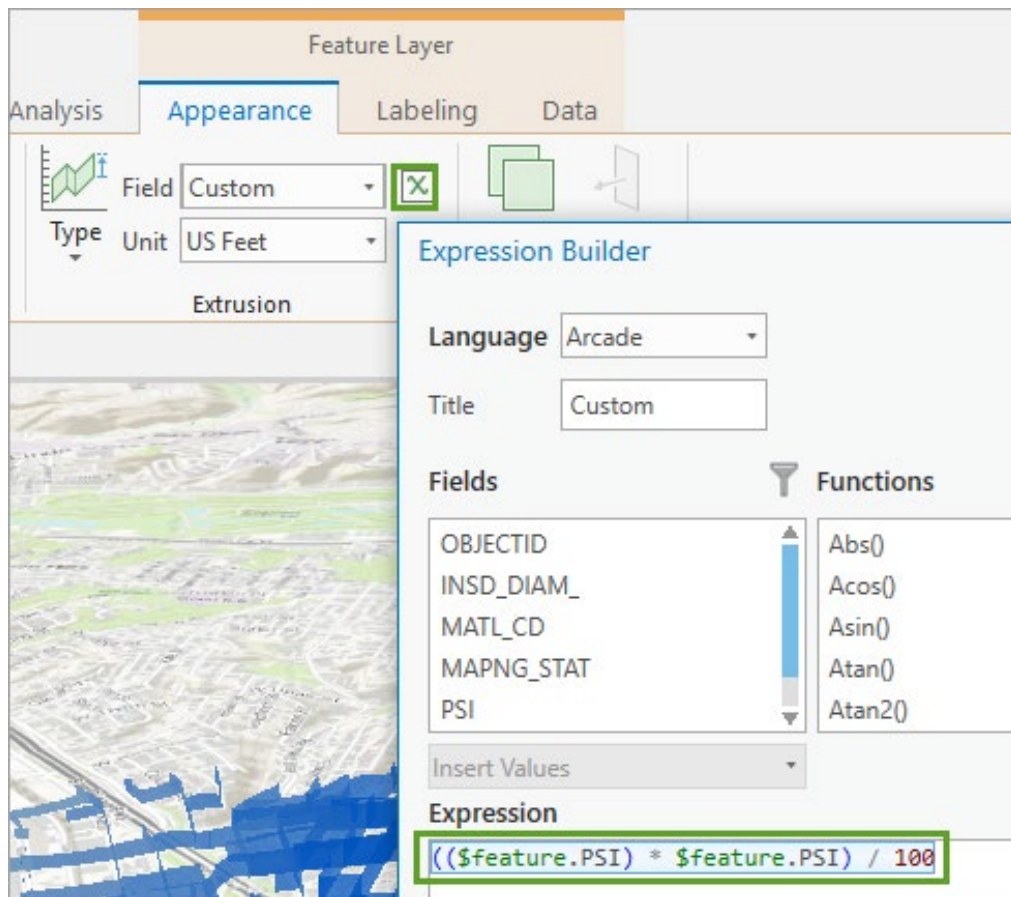 Feature Layer
Analysis Appearance Labeling Data
Field Custom
Type
Unit US Feet
Extrusion
Expression Builder
Language Arcade
Title Custom
Fields Functions
OBJECTID Abs()
INSD_DIAM_ Acos()
MATL_CD Asin()
MAPNG_STAT Atan()
PSI Atan2()
Insert Values
Expression
(($feature.PSI) * $feature.PSI) / 100